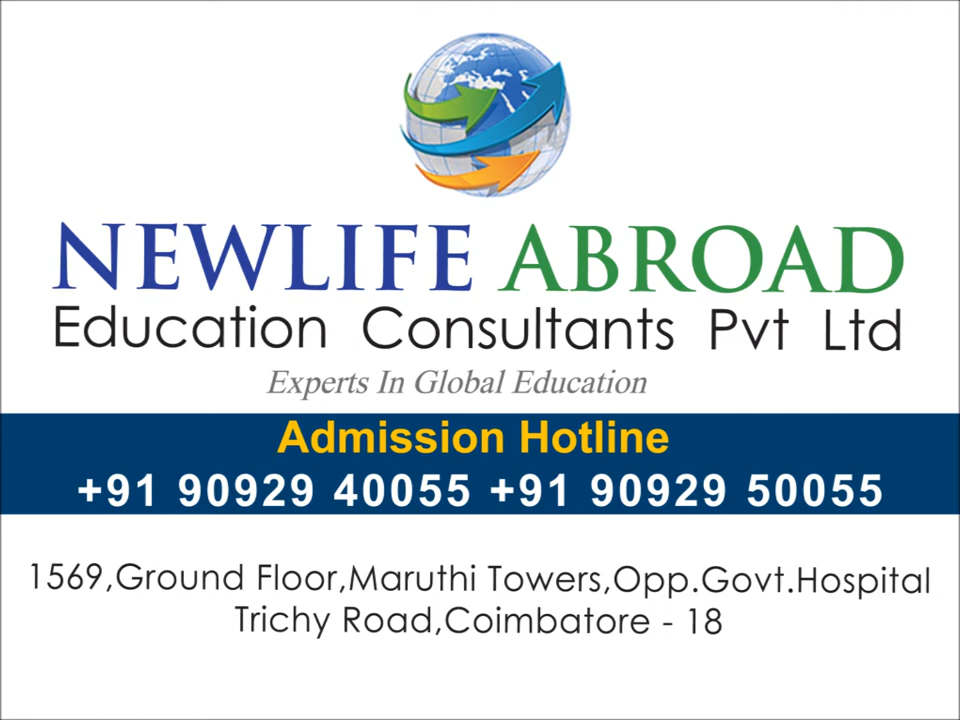 NEWLIFE ABROAD
Education Consultants Pvt Ltd
Experts In Global Education
Admission Hotline
+91 90929 40055 +91 90929 50055
1569,Ground Floor,Maruthi Towers,Opp.Govt.Hospital
Trichy Road,Coimbatore - 18